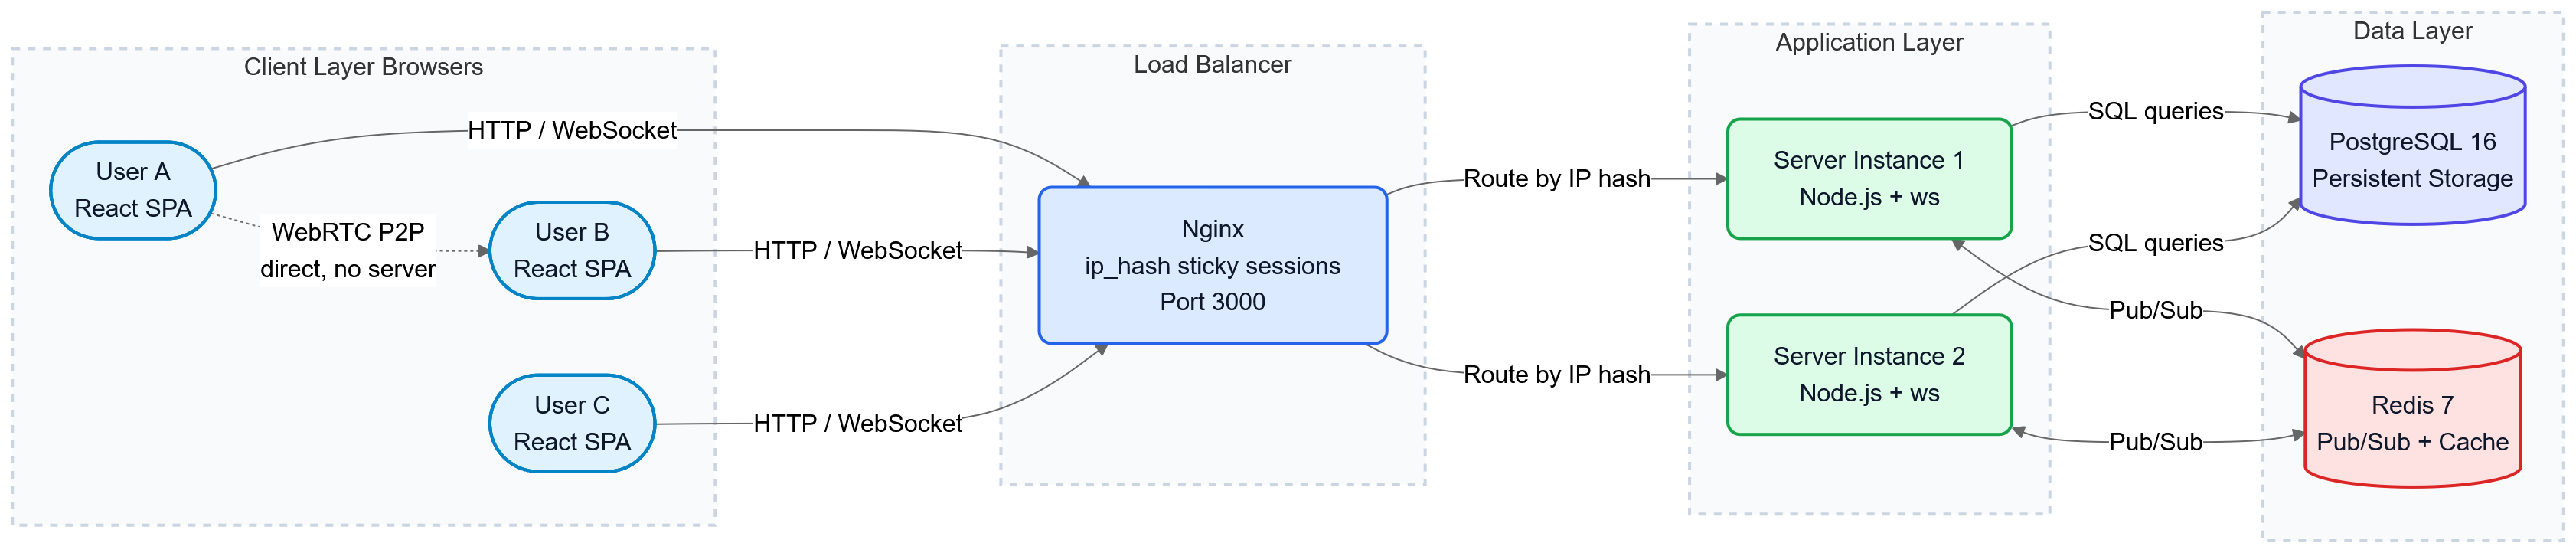 Client Layer Browsers
User A
React SPA
WebRTC P2P
direct, no server
User B
React SPA
User C
React SPA
HTTP / WebSocket
HTTP / WebSocket
HTTP / WebSocket
Load Balancer
Nginx
ip_hash sticky sessions
Port 3000
Route by IP hash
Route by IP hash
Application Layer
Server Instance 1
Node.js + ws
Server Instance 2
Node.js + ws
SQL queries
SQL queries
Pub/Sub
Pub/Sub
Data Layer
PostgreSQL 16
Persistent Storage
Redis 7
Pub/Sub + Cache